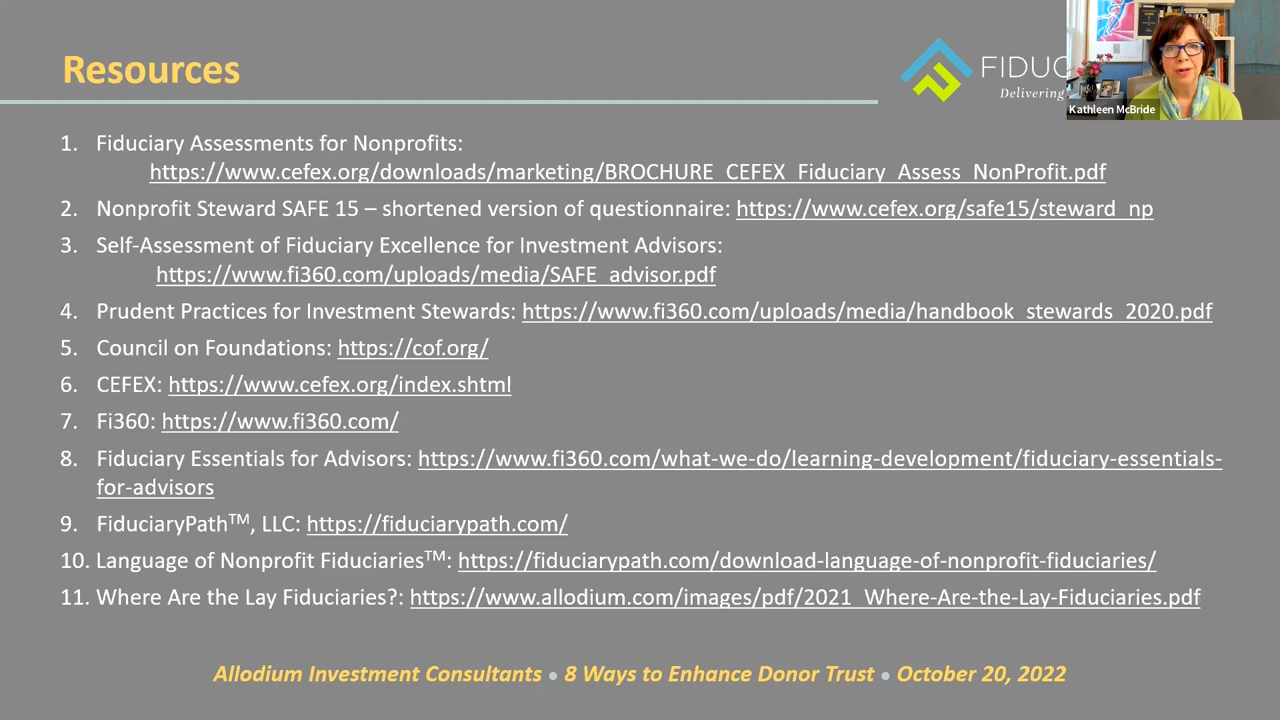 Resources
FIDUC
Delivering
Kathleen McBride
1. Fiduciary Assessments for Nonprofits:
https://www.cefex.org/downloads/marketing/BROCHURE_CEFEX_Fiduciary_Assess_NonProfit.pdf
2. Nonprofit Steward SAFE 15 – shortened version of questionnaire: https://www.cefex.org/safe15/steward_np
3. Self-Assessment of Fiduciary Excellence for Investment Advisors:
https://www.fi360.com/uploads/media/SAFE_advisor.pdf
4. Prudent Practices for Investment Stewards: https://www.fi360.com/uploads/media/handbook_stewards_2020.pdf
5. Council on Foundations: https://cof.org/
6. CEFEX: https://www.cefex.org/index.shtml
7. Fi360: https://www.fi360.com/
8. Fiduciary Essentials for Advisors: https://www.fi360.com/what-we-do/learning-development/fiduciary-essentials-
for-advisors
9. FiduciaryPath™, LLC: https://fiduciarypath.com/
10. Language of Nonprofit Fiduciaries™: https://fiduciarypath.com/download-language-of-nonprofit-fiduciaries/
11. Where Are the Lay Fiduciaries?: https://www.allodium.com/images/pdf/2021_Where-Are-the-Lay-Fiduciaries.pdf
Allodium Investment Consultants • 8 Ways to Enhance Donor Trust • October 20, 2022